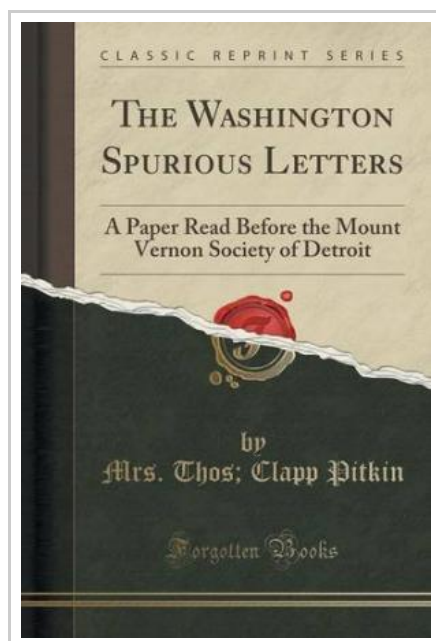 CLASSIC REPRINT SERIES
THE WASHINGTON
SPURIOUS LETTERS
A Paper Read Before the Mount
Vernon Society of Detroit
by
Mrs. Thos; Clapp Pitkin
Forgotten Books